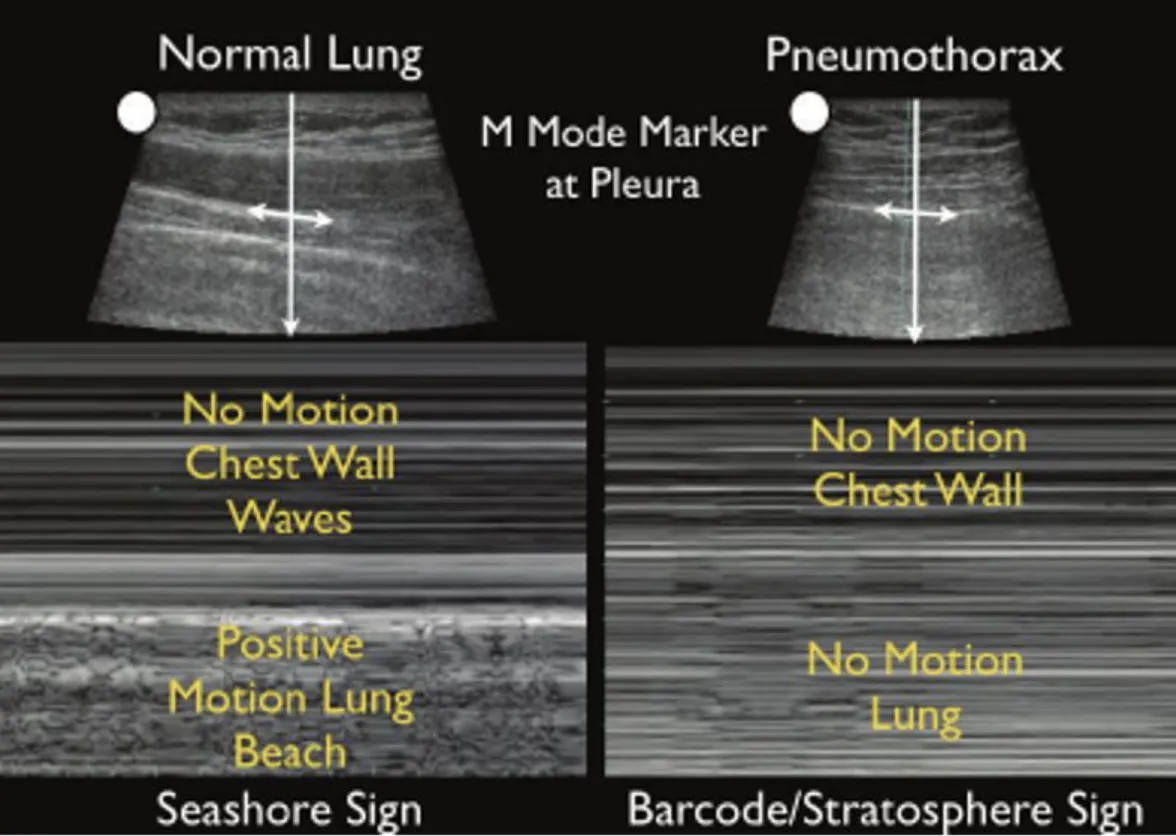 Normal Lung
Pneumothorax
M Mode Marker
at Pleura
No Motion
Chest Wall
Waves
Positive
Motion Lung
Beach
No Motion
Chest Wall
No Motion
Lung
Seashore Sign
Barcode/Stratosphere Sign